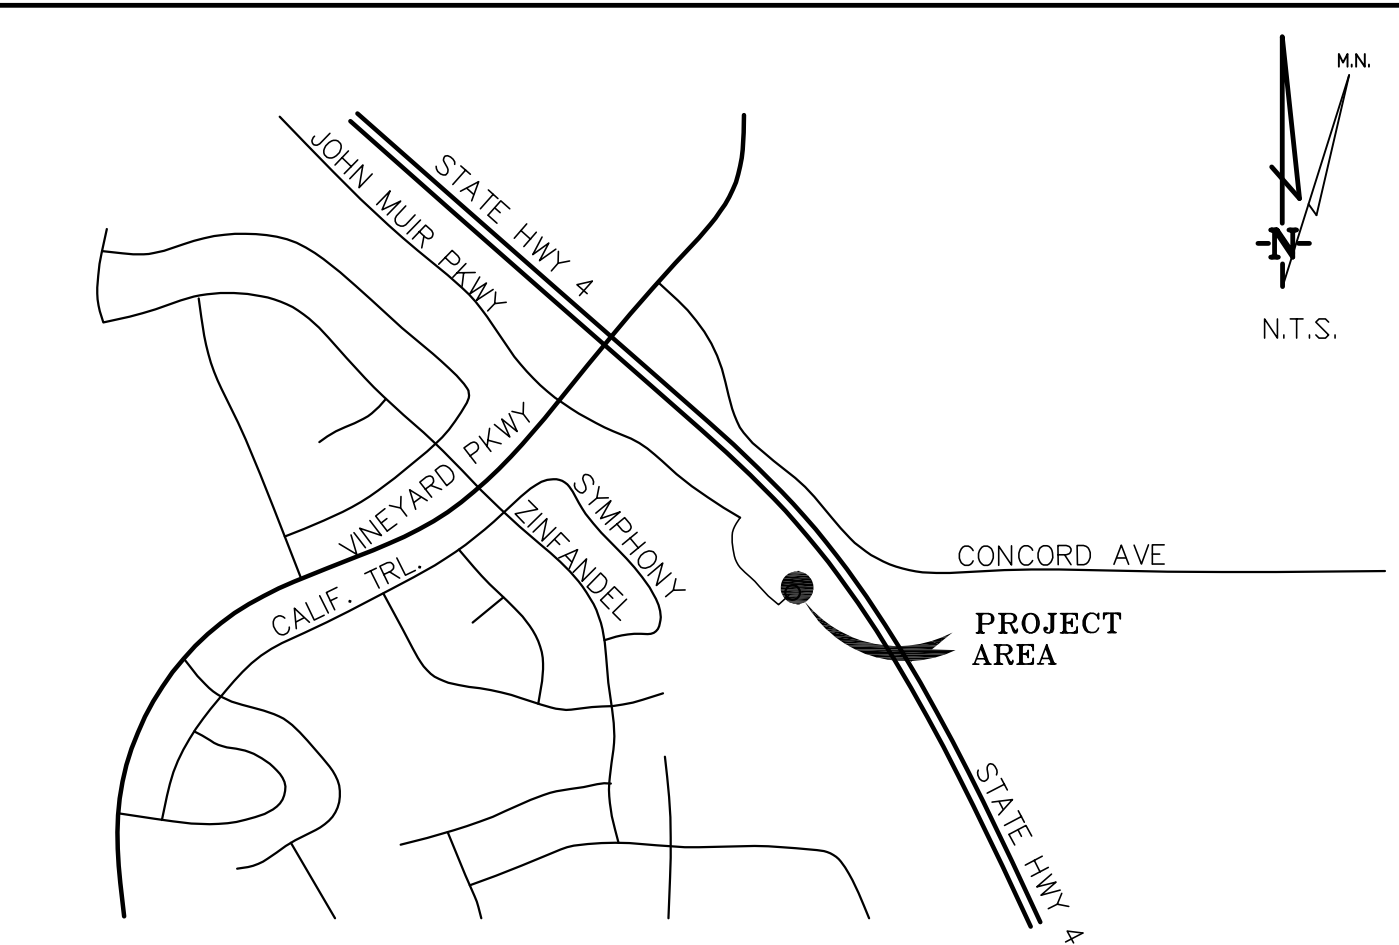 M.N.
N
N.T.S.
JOHN MUIR PKWY
STATE HWY 4
VINEYARD PKWY
SYMPHONY
ZINFANDEL
CALIF. TRL.
CONCORD AVE
PROJECT
AREA
STATE HWY 4